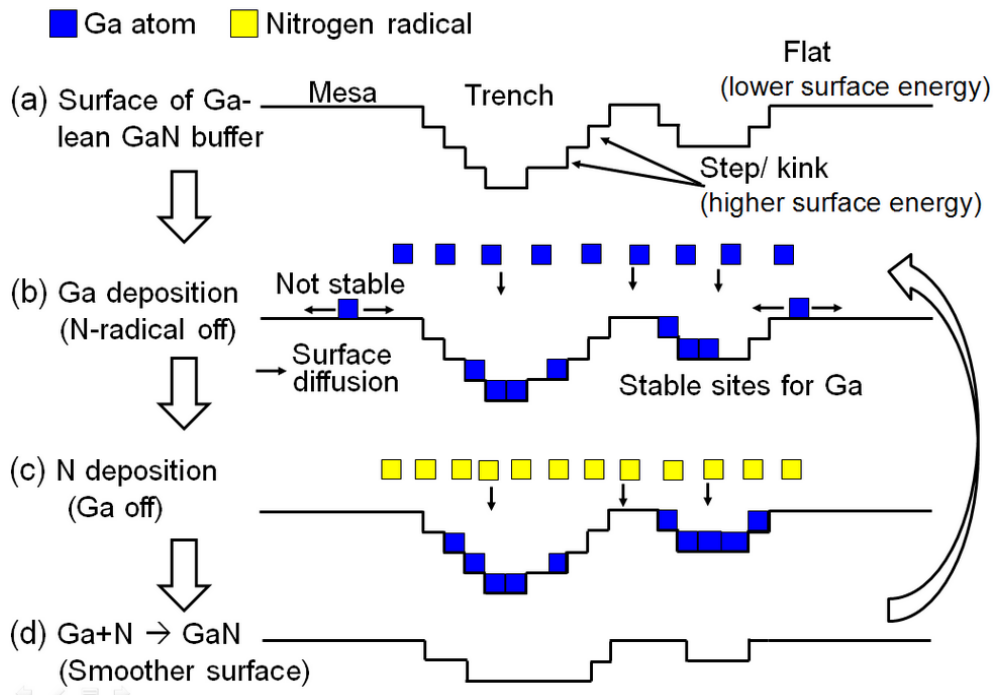 Ga atom
Nitrogen radical
Flat
(lower surface energy)
(a) Surface of Ga-
lean GaN buffer
Mesa
Trench
Step/ kink
(higher surface energy)
(b) Ga deposition
(N-radical off)
Not stable
Surface
diffusion
Stable sites for Ga
(c) N deposition
(Ga off)
(d) Ga+N → GaN
(Smoother surface)